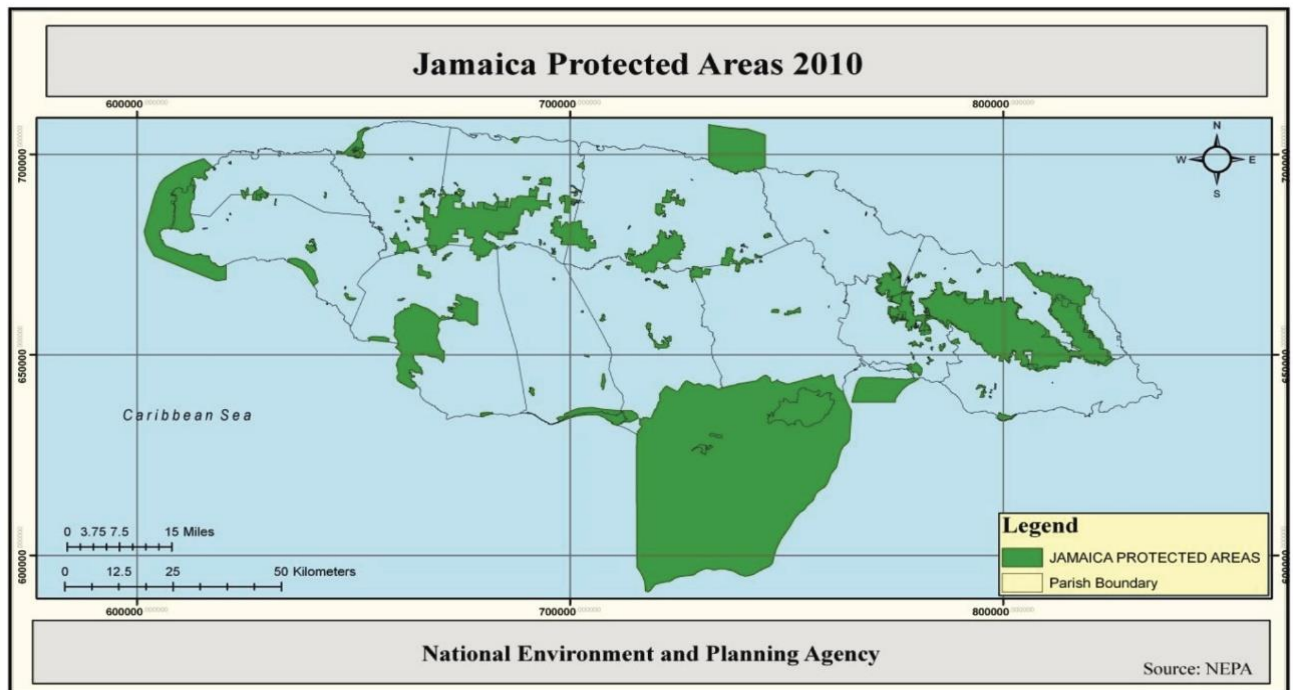 Jamaica Protected Areas 2010
600000 700000 800000
700000 700000
N
W E
S
650000 650000
Caribbean Sea
0 3.75 7.5 15 Miles
0 12.5 25 50 Kilometers
600000 600000
Legend
JAMAICA PROTECTED AREAS
Parish Boundary
600000 700000 800000
National Environment and Planning Agency
Source: NEPA